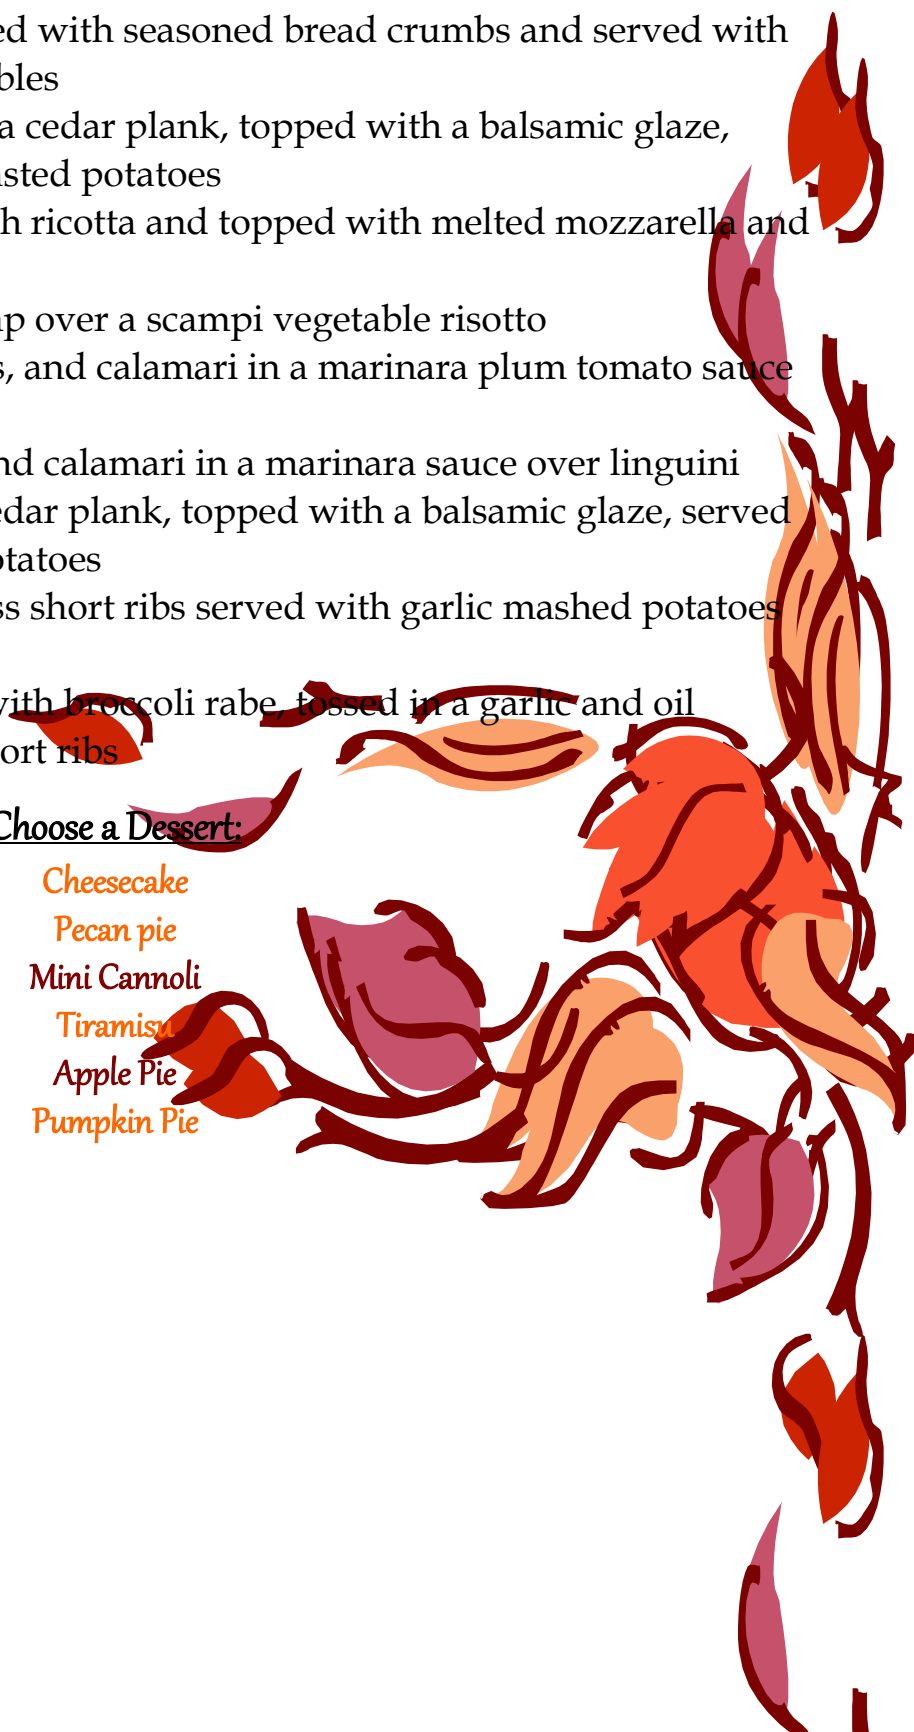 ed with seasoned bread crumbs and served with
bles
a cedar plank, topped with a balsamic glaze,
asted potatoes
h ricotta and topped with melted mozzarella and
np over a scampi vegetable risotto
s, and calamari in a marinara plum tomato sauce
nd calamari in a marinara sauce over linguini
edar plank, topped with a balsamic glaze, served
otatoes
ss short ribs served with garlic mashed potatoes
with broccoli rabe, tossed in a garlic and oil
ort ribs
Choose a Dessert:
Cheesecake
Pecan pie
Mini Cannoli
Tiramisu
Apple Pie
Pumpkin Pie